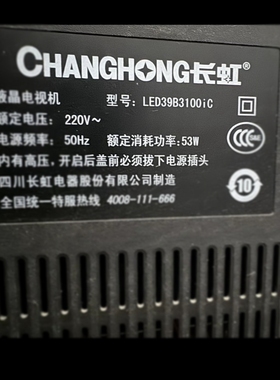 CHANGHONG长虹®
液晶电视机 型号：LED39B3100iC
额定电压：220V～
电源频率：50Hz 额定消耗功率：53W
内有高压，开启后盖前必须拔下电源插头
四川长虹电器股份有限公司制造
全国统一特服热线 4008-111-666
CCC
10